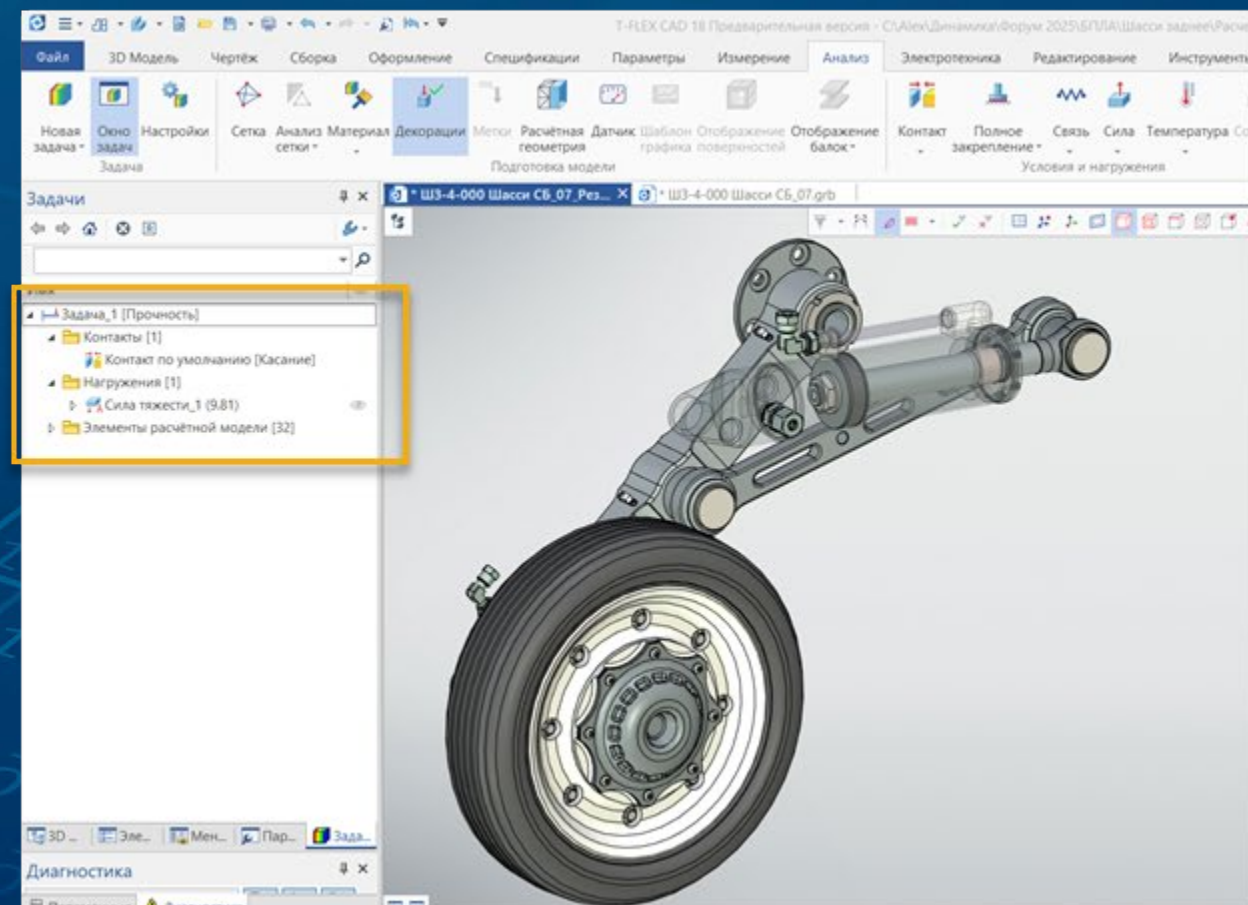 T-FLEX CAD 18 Предварительная версия - C:\Alex\Динамика\Форум 2025\БПЛА\Шасси заднее\Расче
Файл 3D Модель Чертёж Сборка Оформление Спецификации Параметры Измерение Анализ Электротехника Редактирование Инструменты
Новая задача Окно задач Настройки Сетка Анализ сетки Материал Декорации Метки Расчётная геометрия Датчик Шаблон графика Отображение поверхностей Отображение балок Контакт Полное закрепление Связь Сила Температура
Задача Подготовка модели Условия и нагружения
Задачи
* ШЗ-4-000 Шасси СБ_07_Рез... * ШЗ-4-000 Шасси СБ_07.grb
Задача_1 [Прочность]
Контакты [1]
Контакт по умолчанию [Касание]
Нагружения [1]
Сила тяжести_1 (9.81)
Элементы расчётной модели [32]
3D ... Эле... Мен... Пар... Зада...
Диагностика